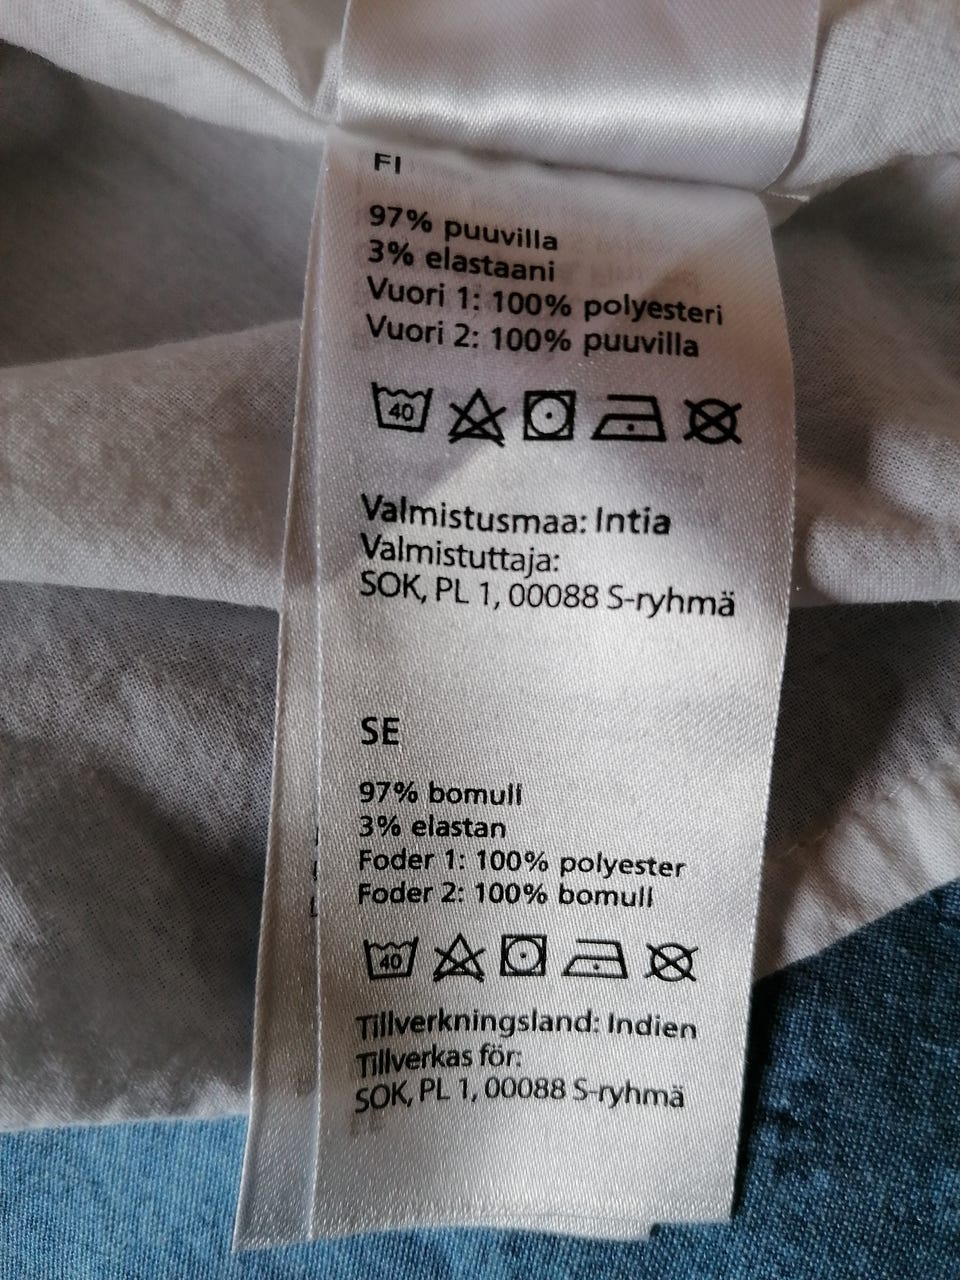 FI
97% puuvilla
3% elastaani
Vuori 1: 100% polyesteri
Vuori 2: 100% puuvilla
40
Valmistusmaa: Intia
Valmistuttaja:
SOK, PL 1, 00088 S-ryhmä
SE
97% bomull
3% elastan
Foder 1: 100% polyester
Foder 2: 100% bomull
40
Tillverkningsland: Indien
Tillverkas för:
SOK, PL 1, 00088 S-ryhmä